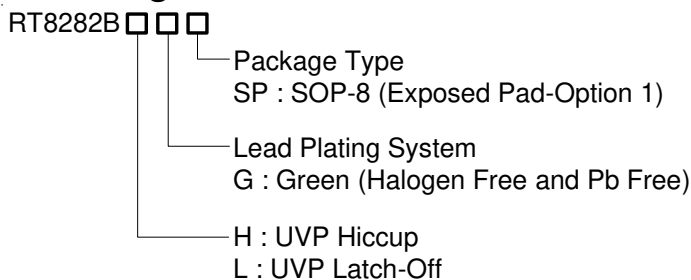 RT8282B
Package Type
SP : SOP-8 (Exposed Pad-Option 1)
Lead Plating System
G : Green (Halogen Free and Pb Free)
H : UVP Hiccup
L : UVP Latch-Off